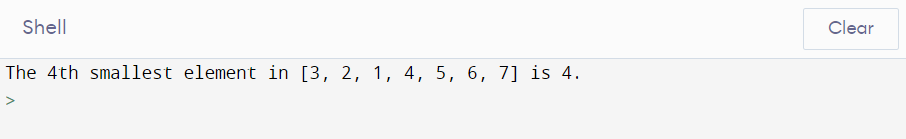 Shell
Clear
The 4th smallest element in [3, 2, 1, 4, 5, 6, 7] is 4.
>